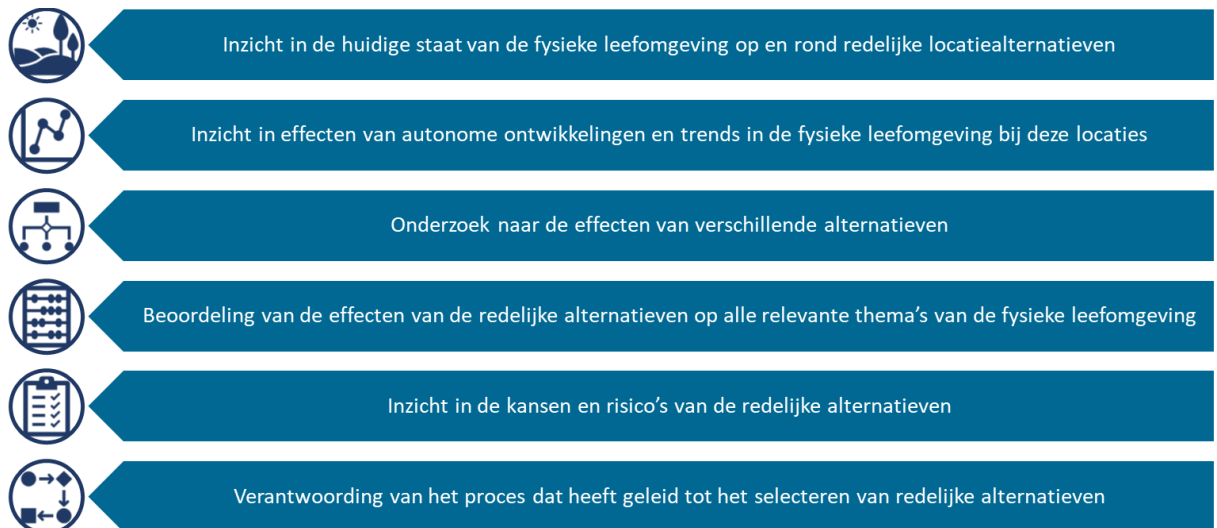 Inzicht in de huidige staat van de fysieke leefomgeving op en rond redelijke locatiealternatieven
Inzicht in effecten van autonome ontwikkelingen en trends in de fysieke leefomgeving bij deze locaties
Onderzoek naar de effecten van verschillende alternatieven
Beoordeling van de effecten van de redelijke alternatieven op alle relevante thema's van de fysieke leefomgeving
Inzicht in de kansen en risico's van de redelijke alternatieven
Verantwoording van het proces dat heeft geleid tot het selecteren van redelijke alternatieven